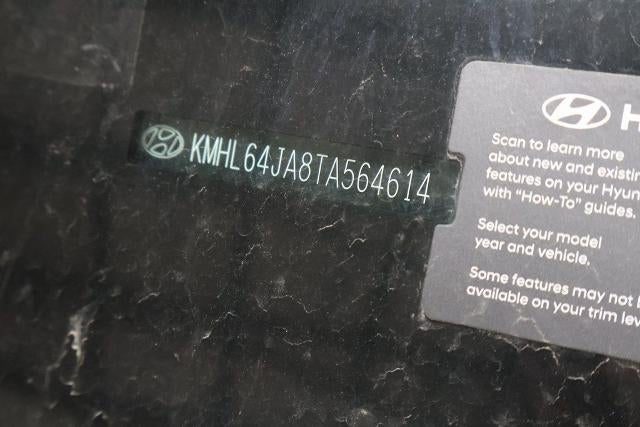 KMHL64JA8TA564614
H
Scan to learn more
about new and existin
features on your Hyun
with "How-To" guides.
Select your model
year and vehicle.
Some features may not
available on your trim lev